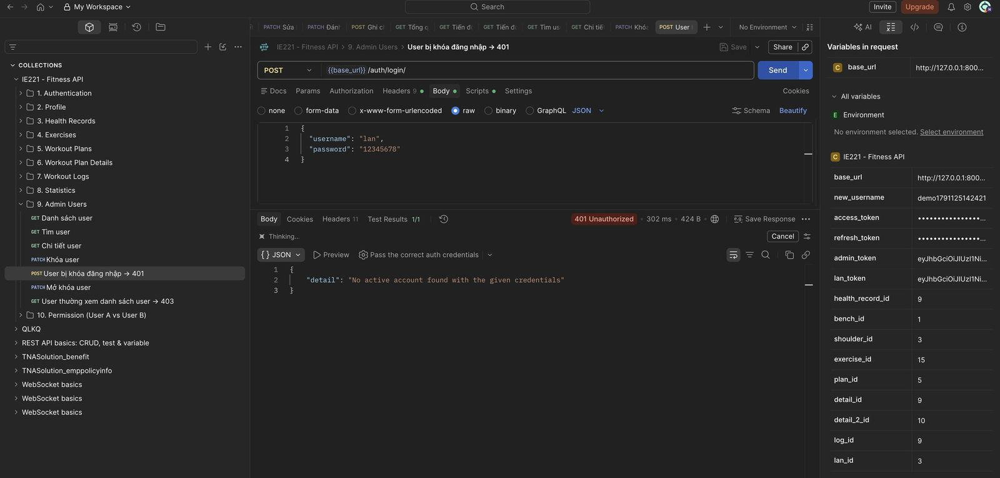 My Workspace
Search
Invite
Upgrade
PATCH Sửa
PATCH
POST Ghi c
GET Tổng
GET Tiến
GET Tiến
GET Tìm us
GET Chi tiế
PATCH
POST User
No Environment
AI
IE221 - Fitness API > 9. Admin Users > User bị khóa đăng nhập → 401
Save
Share
POST
{{base_url}} /auth/login/
Send
Docs
Params
Authorization
Headers 9
Body
Scripts
Settings
Cookies
none
form-data
x-www-form-urlencoded
raw
binary
GraphQL
JSON
Schema
Beautify
1 {
2 "username": "lan",
3 "password": "12345678"
4 }
Body
Cookies
Headers 11
Test Results 1/1
401 Unauthorized
302 ms
424 B
e.g. Save Response
Thinking...
Cancel
{} JSON
Preview
Pass the correct auth credentials
1 {
2 "detail": "No active account found with the given credentials"
3 }
COLLECTIONS
IE221 - Fitness API
1. Authentication
2. Profile
3. Health Records
4. Exercises
5. Workout Plans
6. Workout Plan Details
7. Workout Logs
8. Statistics
9. Admin Users
GET Danh sách user
GET Tìm user
GET Chi tiết user
PATCH Khóa user
POST User bị khóa đăng nhập → 401
PATCH Mở khóa user
GET User thường xem danh sách user → 403
10. Permission (User A vs User B)
QLKQ
REST API basics: CRUD, test & variable
TNASolution_benefit
TNASolution_emppolicyinfo
WebSocket basics
WebSocket basics
WebSocket basics
Variables in request
C base_url http://127.0.0.1:800...
All variables
E Environment
No environment selected. Select environment
C IE221 - Fitness API
base_url http://127.0.0.1:800...
new_username demo1791125142421
access_token ••••••••••••••••...
refresh_token ••••••••••••••••...
admin_token eyJhbGciOiJIUzI1Ni...
lan_token eyJhbGciOiJIUzI1Ni...
health_record_id 9
bench_id 1
shoulder_id 3
exercise_id 15
plan_id 5
detail_id 9
detail_2_id 10
log_id 9
lan_id 3